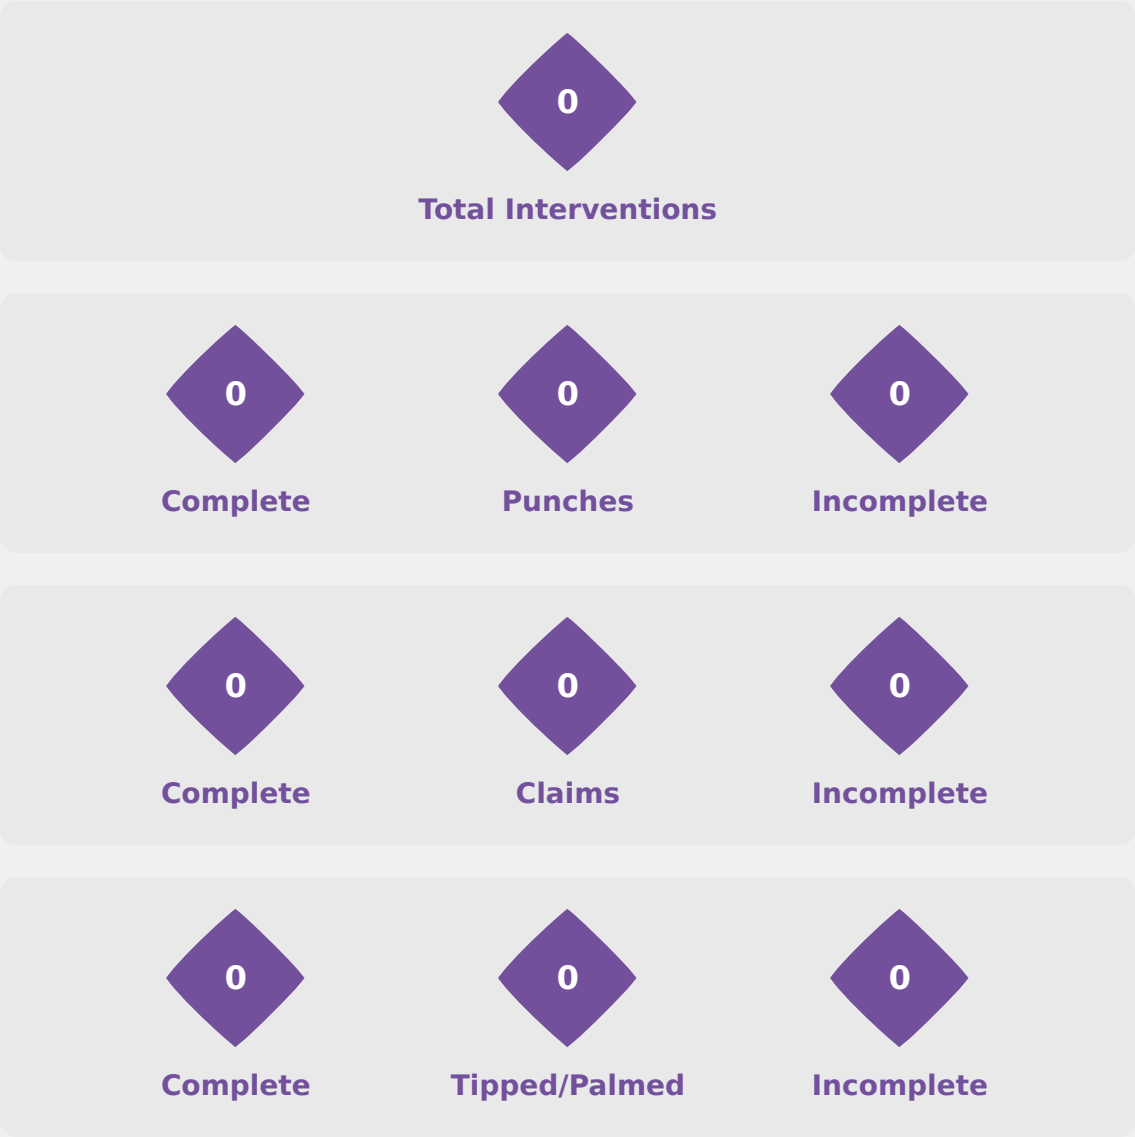 0
Total Interventions
0 0 0
Complete Punches Incomplete
0 0 0
Complete Claims Incomplete
0 0 0
Complete Tipped/Palmed Incomplete